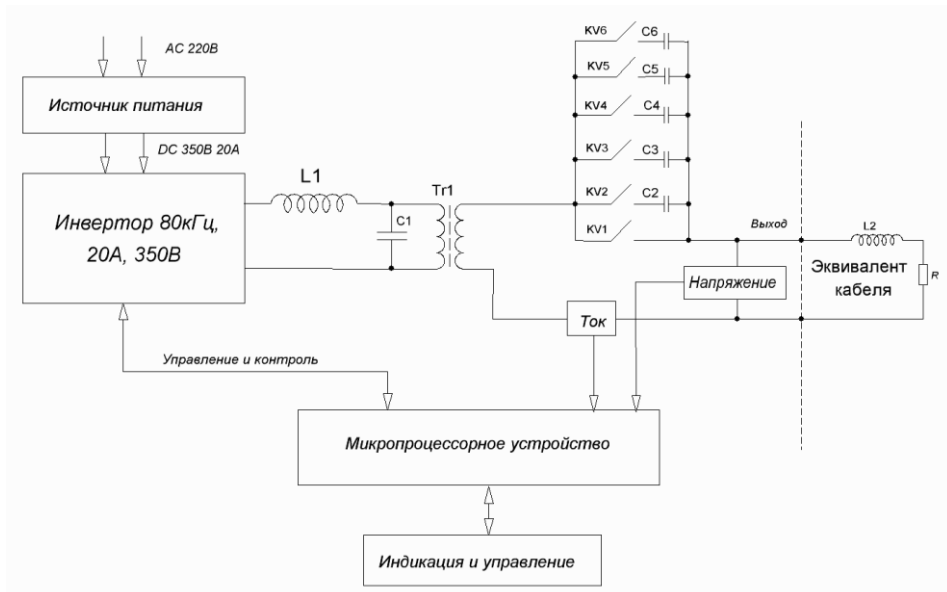 AC 220В
Источник питания
DC 350В 20А
Инвертор 80кГц,
20А, 350В
L1
C1
Tr1
KV6
C6
KV5
C5
KV4
C4
KV3
C3
KV2
C2
KV1
Выход
L2
Напряжение
Эквивалент
кабеля
R
Ток
Управление и контроль
Микропроцессорное устройство
Индикация и управление